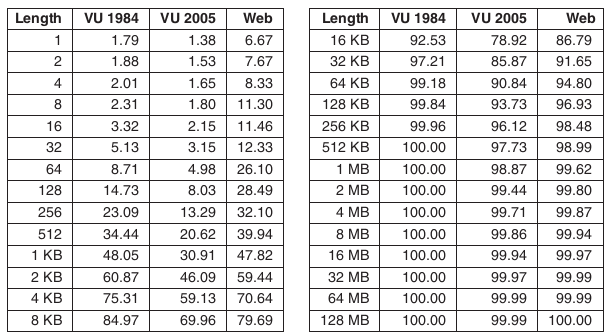 Length VU 1984 VU 2005 Web
1 1.79 1.38 6.67
2 1.88 1.53 7.67
4 2.01 1.65 8.33
8 2.31 1.80 11.30
16 3.32 2.15 11.46
32 5.13 3.15 12.33
64 8.71 4.98 26.10
128 14.73 8.03 28.49
256 23.09 13.29 32.10
512 34.44 20.62 39.94
1 KB 48.05 30.91 47.82
2 KB 60.87 46.09 59.44
4 KB 75.31 59.13 70.64
8 KB 84.97 69.96 79.69
Length VU 1984 VU 2005 Web
16 KB 92.53 78.92 86.79
32 KB 97.21 85.87 91.65
64 KB 99.18 90.84 94.80
128 KB 99.84 93.73 96.93
256 KB 99.96 96.12 98.48
512 KB 100.00 97.73 98.99
1 MB 100.00 98.87 99.62
2 MB 100.00 99.44 99.80
4 MB 100.00 99.71 99.87
8 MB 100.00 99.86 99.94
16 MB 100.00 99.94 99.97
32 MB 100.00 99.97 99.99
64 MB 100.00 99.99 99.99
128 MB 100.00 99.99 100.00